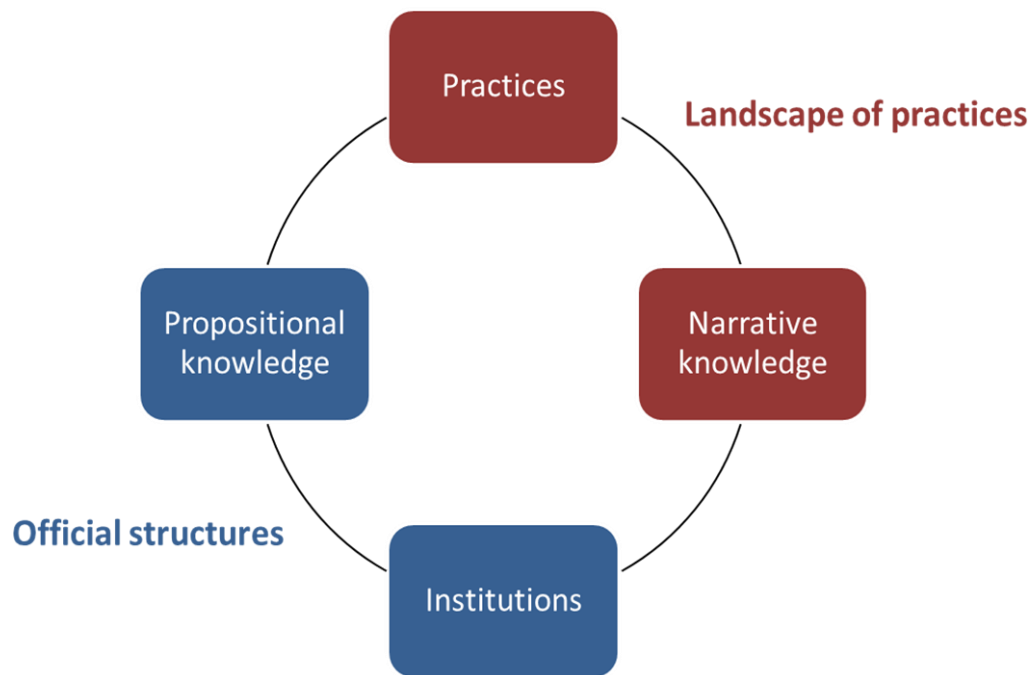 Practices
Landscape of practices
Propositional
knowledge
Narrative
knowledge
Official structures
Institutions